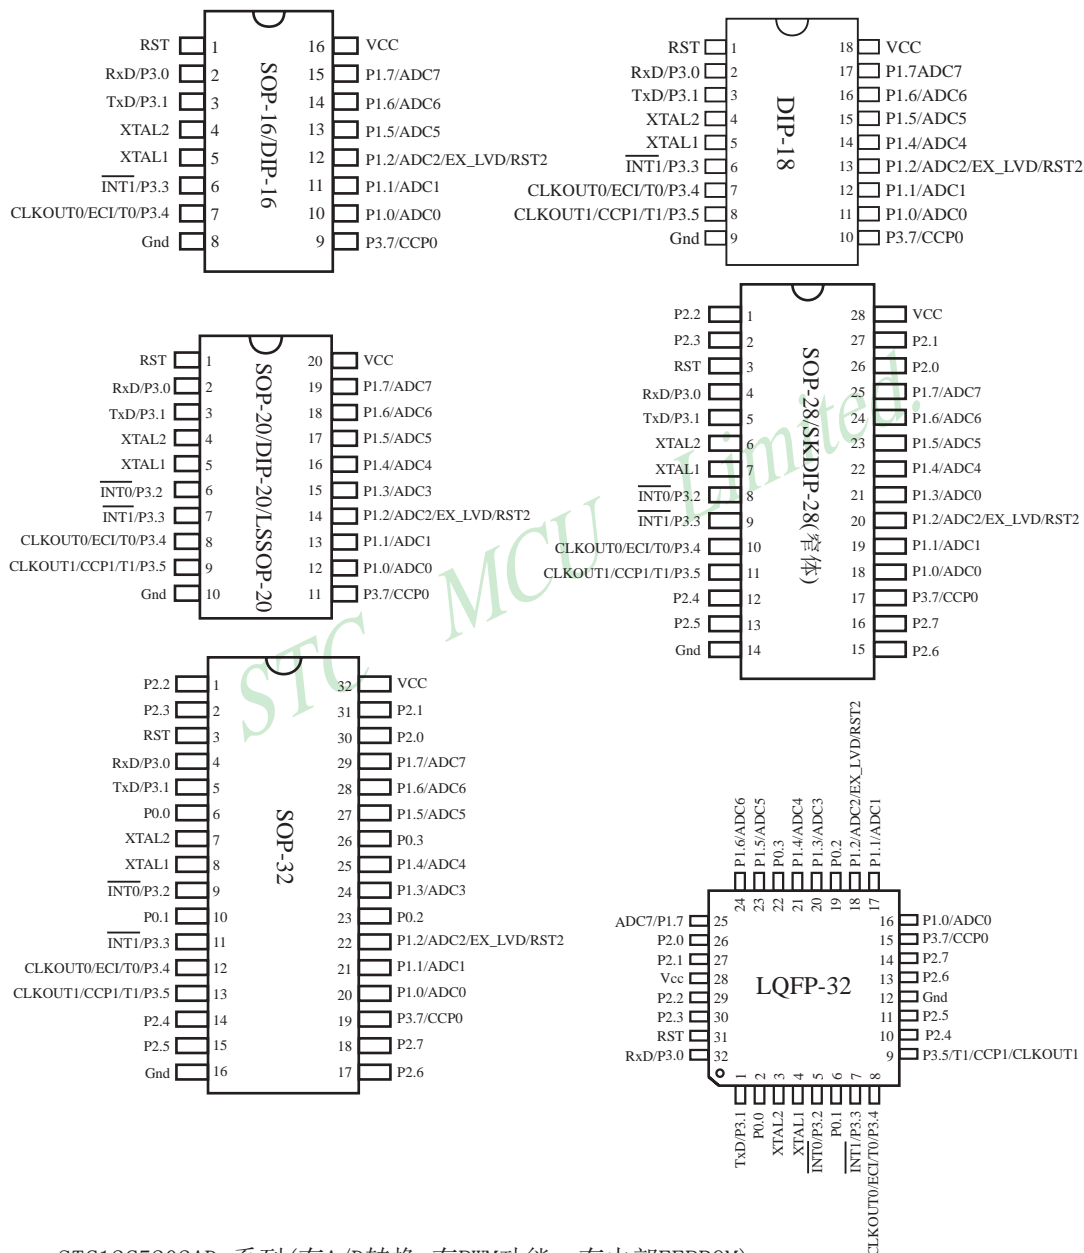 SOP-16/DIP-16
RST 1
RxD/P3.0 2
TxD/P3.1 3
XTAL2 4
XTAL1 5
INT1/P3.3 6
CLKOUT0/ECI/T0/P3.4 7
Gnd 8
16 VCC
15 P1.7/ADC7
14 P1.6/ADC6
13 P1.5/ADC5
12 P1.2/ADC2/EX_LVD/RST2
11 P1.1/ADC1
10 P1.0/ADC0
9 P3.7/CCP0
DIP-18
RST 1
RxD/P3.0 2
TxD/P3.1 3
XTAL2 4
XTAL1 5
INT1/P3.3 6
CLKOUT0/ECI/T0/P3.4 7
CLKOUT1/CCP1/T1/P3.5 8
Gnd 9
18 VCC
17 P1.7ADC7
16 P1.6/ADC6
15 P1.5/ADC5
14 P1.4/ADC4
13 P1.2/ADC2/EX_LVD/RST2
12 P1.1/ADC1
11 P1.0/ADC0
10 P3.7/CCP0
SOP-20/DIP-20/LSSOP-20
RST 1
RxD/P3.0 2
TxD/P3.1 3
XTAL2 4
XTAL1 5
INT0/P3.2 6
INT1/P3.3 7
CLKOUT0/ECI/T0/P3.4 8
CLKOUT1/CCP1/T1/P3.5 9
Gnd 10
20 VCC
19 P1.7/ADC7
18 P1.6/ADC6
17 P1.5/ADC5
16 P1.4/ADC4
15 P1.3/ADC3
14 P1.2/ADC2/EX_LVD/RST2
13 P1.1/ADC1
12 P1.0/ADC0
11 P3.7/CCP0
SOP-28/SKDIP-28(窄体)
P2.2 1
P2.3 2
RST 3
RxD/P3.0 4
TxD/P3.1 5
XTAL2 6
XTAL1 7
INT0/P3.2 8
INT1/P3.3 9
CLKOUT0/ECI/T0/P3.4 10
CLKOUT1/CCP1/T1/P3.5 11
P2.4 12
P2.5 13
Gnd 14
28 VCC
27 P2.1
26 P2.0
25 P1.7/ADC7
24 P1.6/ADC6
23 P1.5/ADC5
22 P1.4/ADC4
21 P1.3/ADC0
20 P1.2/ADC2/EX_LVD/RST2
19 P1.1/ADC1
18 P1.0/ADC0
17 P3.7/CCP0
16 P2.7
15 P2.6
STC MCU Limited.
SOP-32
P2.2 1
P2.3 2
RST 3
RxD/P3.0 4
TxD/P3.1 5
P0.0 6
XTAL2 7
XTAL1 8
INT0/P3.2 9
P0.1 10
INT1/P3.3 11
CLKOUT0/ECI/T0/P3.4 12
CLKOUT1/CCP1/T1/P3.5 13
P2.4 14
P2.5 15
Gnd 16
32 VCC
31 P2.1
30 P2.0
29 P1.7/ADC7
28 P1.6/ADC6
27 P1.5/ADC5
26 P0.3
25 P1.4/ADC4
24 P1.3/ADC3
23 P0.2
22 P1.2/ADC2/EX_LVD/RST2
21 P1.1/ADC1
20 P1.0/ADC0
19 P3.7/CCP0
18 P2.7
17 P2.6
LQFP-32
24 P1.6/ADC6
23 P1.5/ADC5
22 P0.3
21 P1.4/ADC4
20 P1.3/ADC3
19 P0.2
18 P1.2/ADC2/EX_LVD/RST2
17 P1.1/ADC1
ADC7/P1.7 25
P2.0 26
P2.1 27
Vcc 28
P2.2 29
P2.3 30
RST 31
RxD/P3.0 32
16 P1.0/ADC0
15 P3.7/CCP0
14 P2.7
13 P2.6
12 Gnd
11 P2.5
10 P2.4
9 P3.5/T1/CCP1/CLKOUT1
TxD/P3.1 1
P0.0 2
XTAL2 3
XTAL1 4
INT0/P3.2 5
P0.1 6
INT1/P3.3 7
CLKOUT0/ECI/T0/P3.4 8